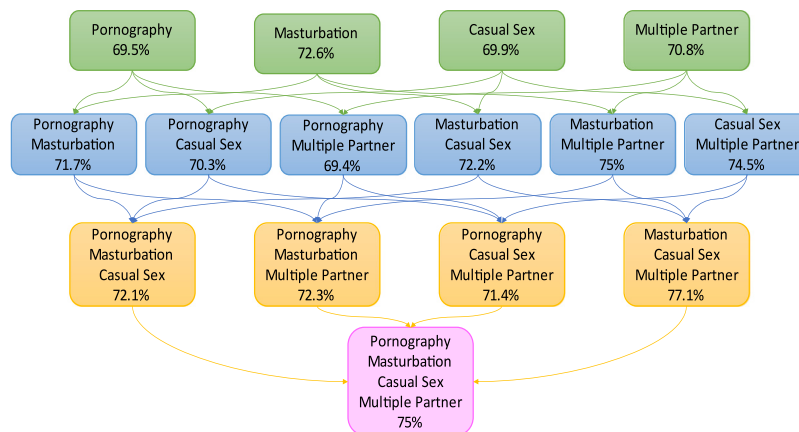 Pornography
69.5%
Masturbation
72.6%
Casual Sex
69.9%
Multiple Partner
70.8%
Pornography
Masturbation
71.7%
Pornography
Casual Sex
70.3%
Pornography
Multiple Partner
69.4%
Masturbation
Casual Sex
72.2%
Masturbation
Multiple Partner
75%
Casual Sex
Multiple Partner
74.5%
Pornography
Masturbation
Casual Sex
72.1%
Pornography
Masturbation
Multiple Partner
72.3%
Pornography
Casual Sex
Multiple Partner
71.4%
Masturbation
Casual Sex
Multiple Partner
77.1%
Pornography
Masturbation
Casual Sex
Multiple Partner
75%